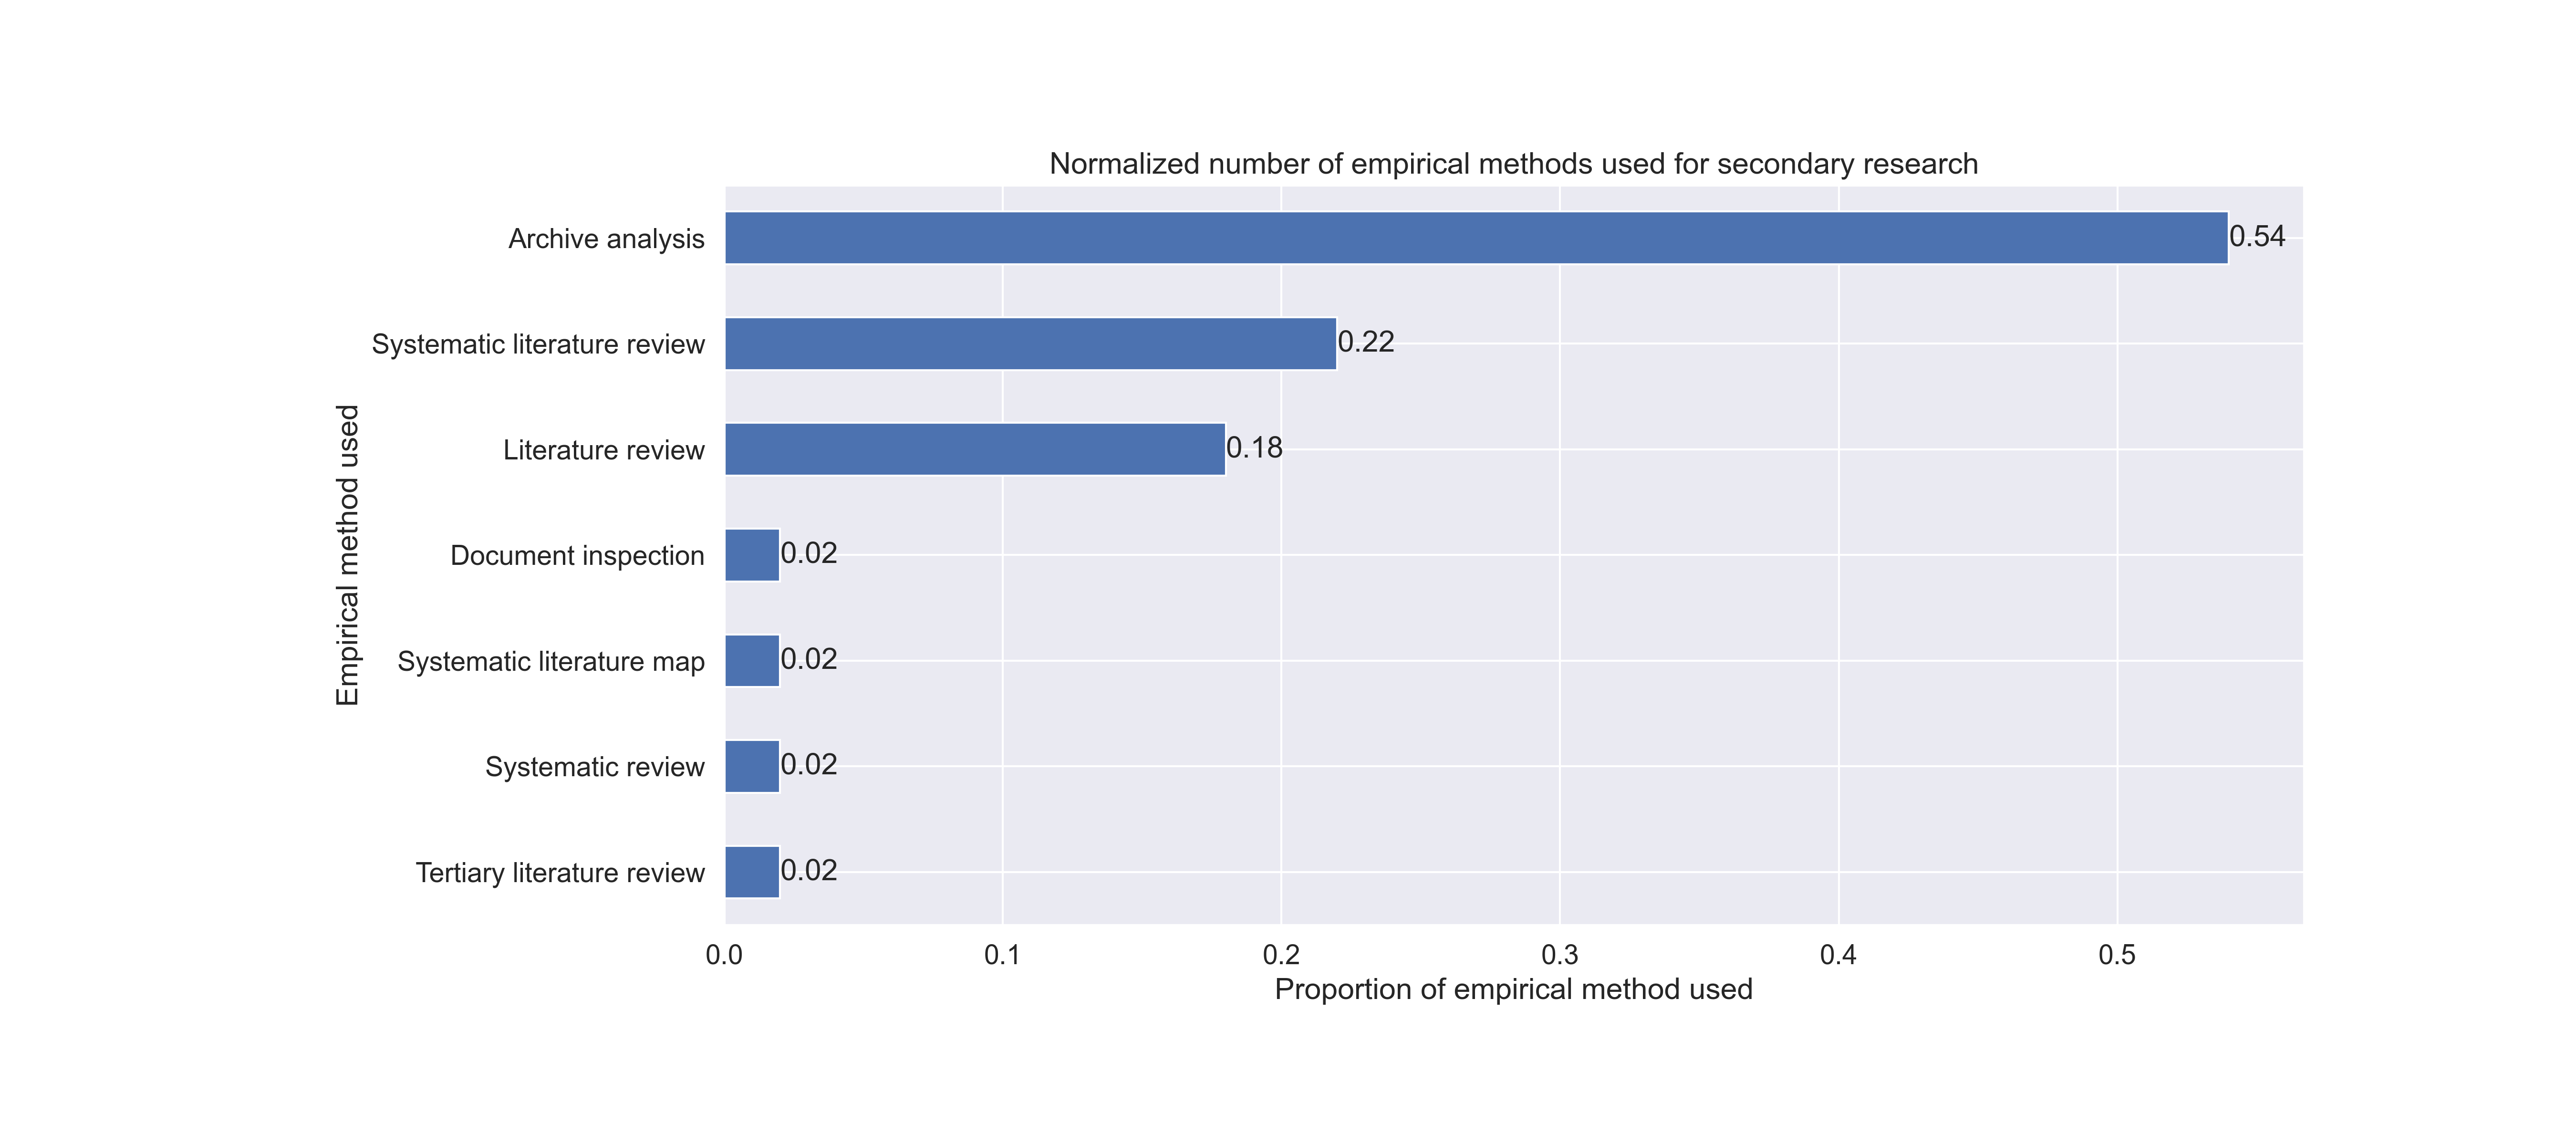 Normalized number of empirical methods used for secondary research
Empirical method used
Archive analysis 0.54
Systematic literature review 0.22
Literature review 0.18
Document inspection 0.02
Systematic literature map 0.02
Systematic review 0.02
Tertiary literature review 0.02
0.0 0.1 0.2 0.3 0.4 0.5
Proportion of empirical method used